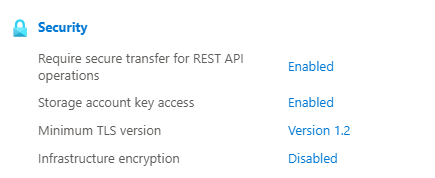 Security
Require secure transfer for REST API
operations
Enabled
Storage account key access
Enabled
Minimum TLS version
Version 1.2
Infrastructure encryption
Disabled